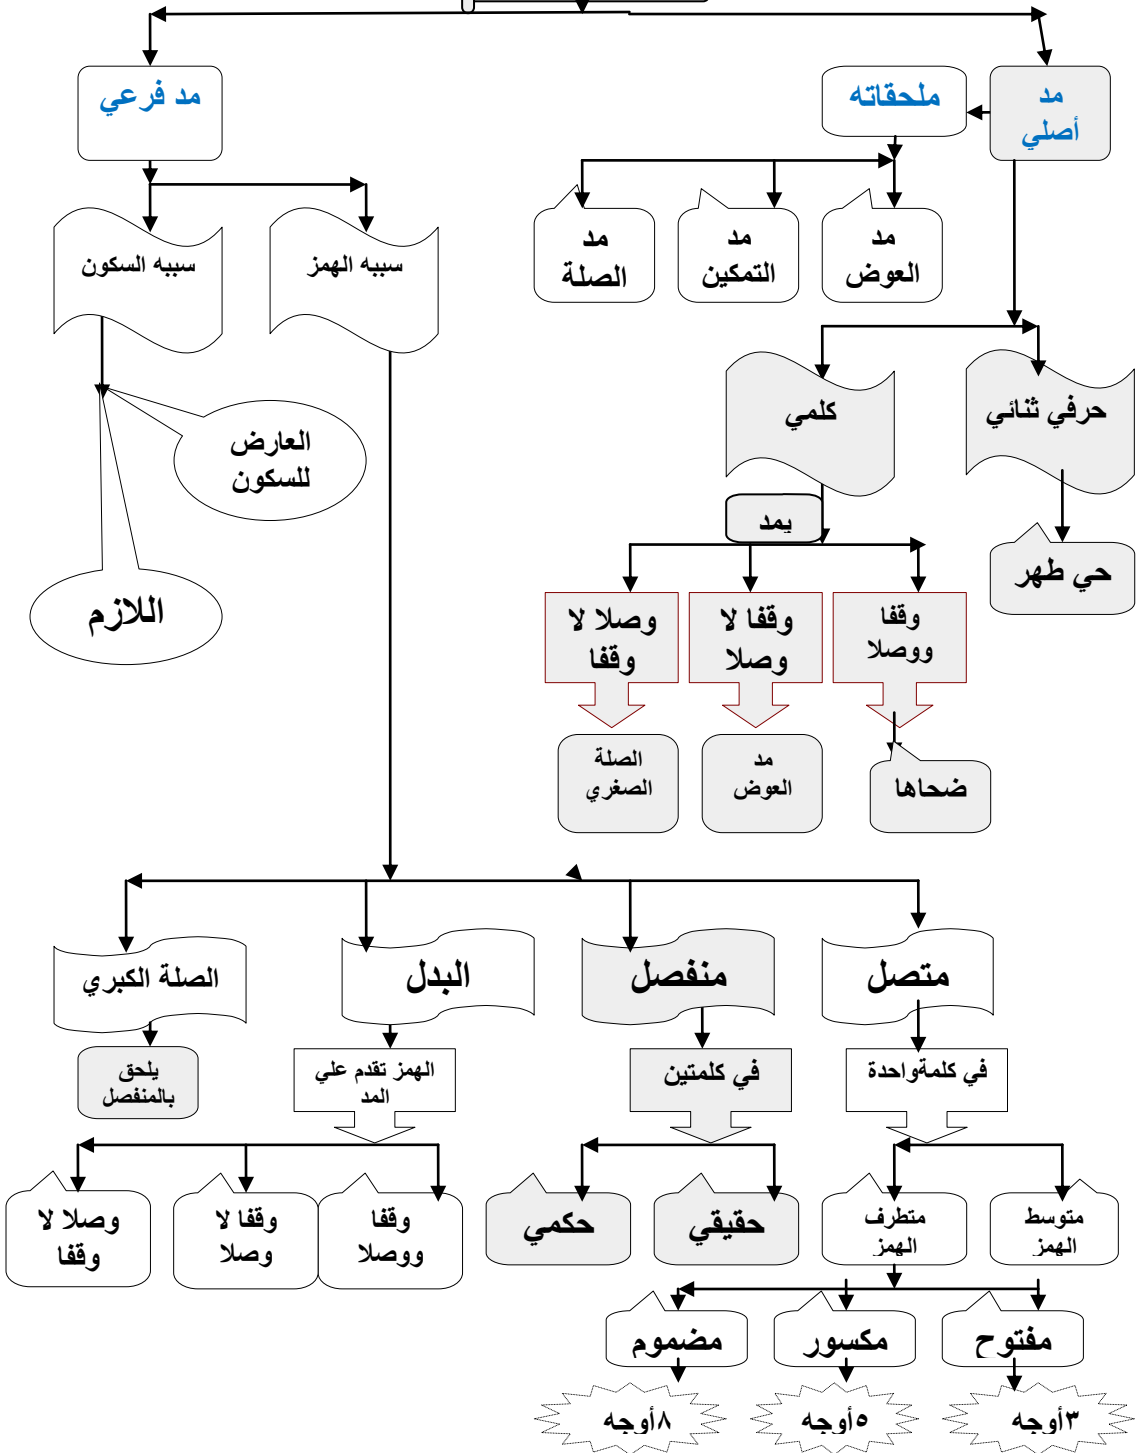 مد
أصلي
ملحقاته
مد فرعي
مد
العوض
مد
التمكين
مد
الصلة
سببه الهمز
سببه السكون
حرفي ثنائي
كلمي
العارض
للسكون
يمد
حي طهر
اللازم
وقفا
ووصلا
وقفا لا
وصلا
وصلا لا
وقفا
ضحاها
مد
العوض
الصلة
الصغري
متصل
منفصل
البدل
الصلة الكبري
في كلمةواحدة
في كلمتين
الهمز تقدم علي
المد
يلحق
بالمنفصل
متوسط
الهمز
متطرف
الهمز
حقيقي
حكمي
وقفا
ووصلا
وقفا لا
وصلا
وصلا لا
وقفا
مفتوح
مكسور
مضموم
٣أوجه
٥أوجه
٨أوجه